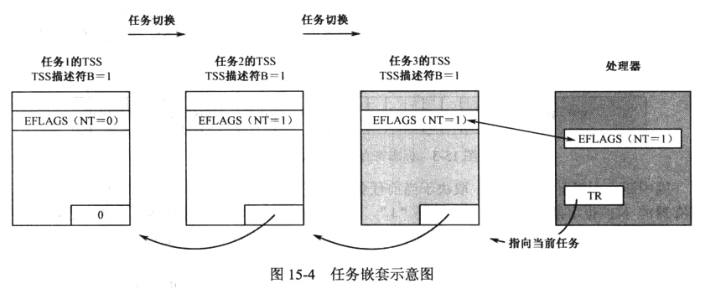 任务切换
任务切换
任务1的TSS
TSS描述符B=1
任务2的TSS
TSS描述符B=1
任务3的TSS
TSS描述符B=1
处理器
EFLAGS（NT=0）
EFLAGS（NT=1）
EFLAGS（NT=1）
EFLAGS（NT=1）
TR
0
指向当前任务
图 15-4 任务嵌套示意图